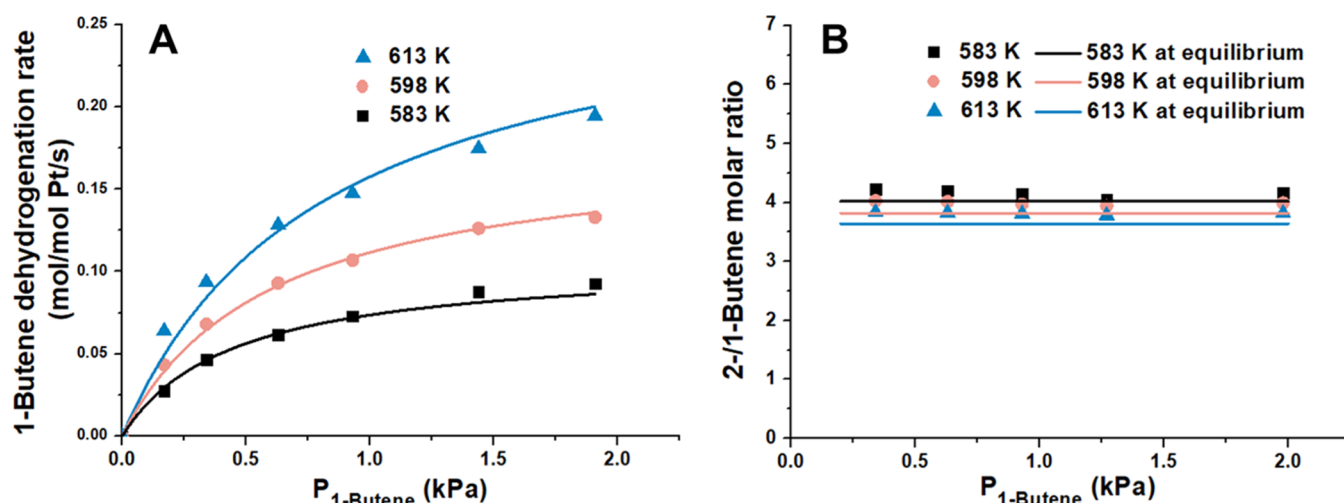 A
1-Butene dehydrogenation rate
(mol/mol Pt/s)
0.25
0.20
0.15
0.10
0.05
0.00
613 K
598 K
583 K
0.0
0.5
1.0
1.5
2.0
P1-Butene (kPa)
B
2-/1-Butene molar ratio
7
6
5
4
3
2
1
0
583 K
583 K at equilibrium
598 K
598 K at equilibrium
613 K
613 K at equilibrium
0.0
0.5
1.0
1.5
2.0
P1-Butene (kPa)